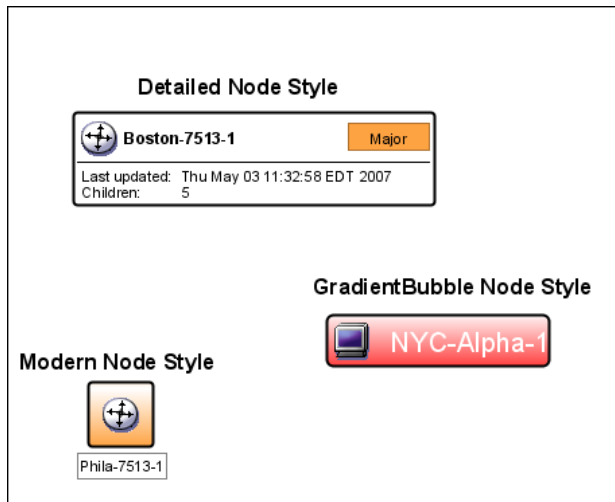 Detailed Node Style
Boston-7513-1
Major
Last updated: Thu May 03 11:32:58 EDT 2007
Children: 5
GradientBubble Node Style
NYC-Alpha-1
Modern Node Style
Phila-7513-1